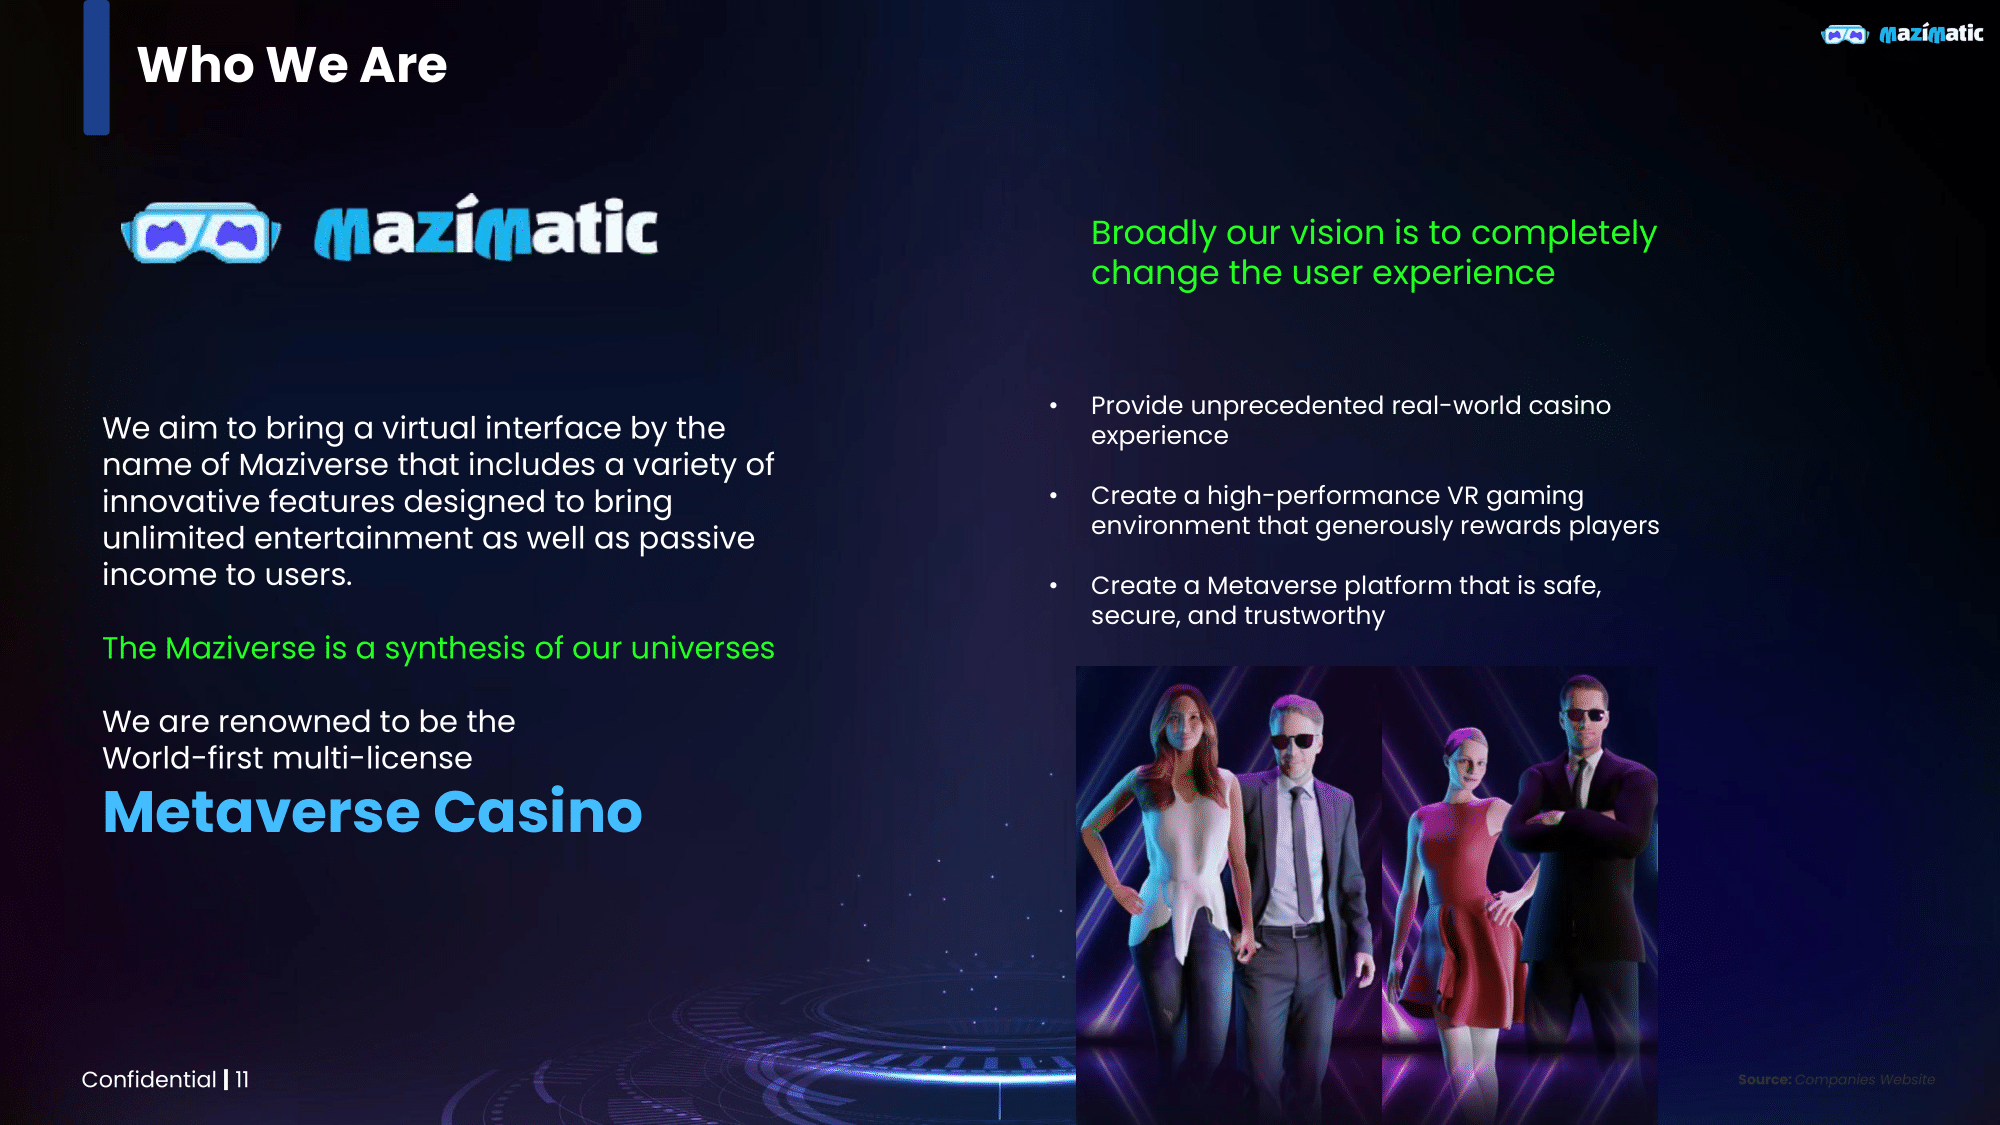 Who We Are
mazíMatic
mazíMatic
We aim to bring a virtual interface by the
name of Maziverse that includes a variety of
innovative features designed to bring
unlimited entertainment as well as passive
income to users.
The Maziverse is a synthesis of our universes
We are renowned to be the
World-first multi-license
Metaverse Casino
Broadly our vision is to completely
change the user experience
• Provide unprecedented real-world casino
experience
• Create a high-performance VR gaming
environment that generously rewards players
• Create a Metaverse platform that is safe,
secure, and trustworthy
Confidential | 11
Source: Companies Website